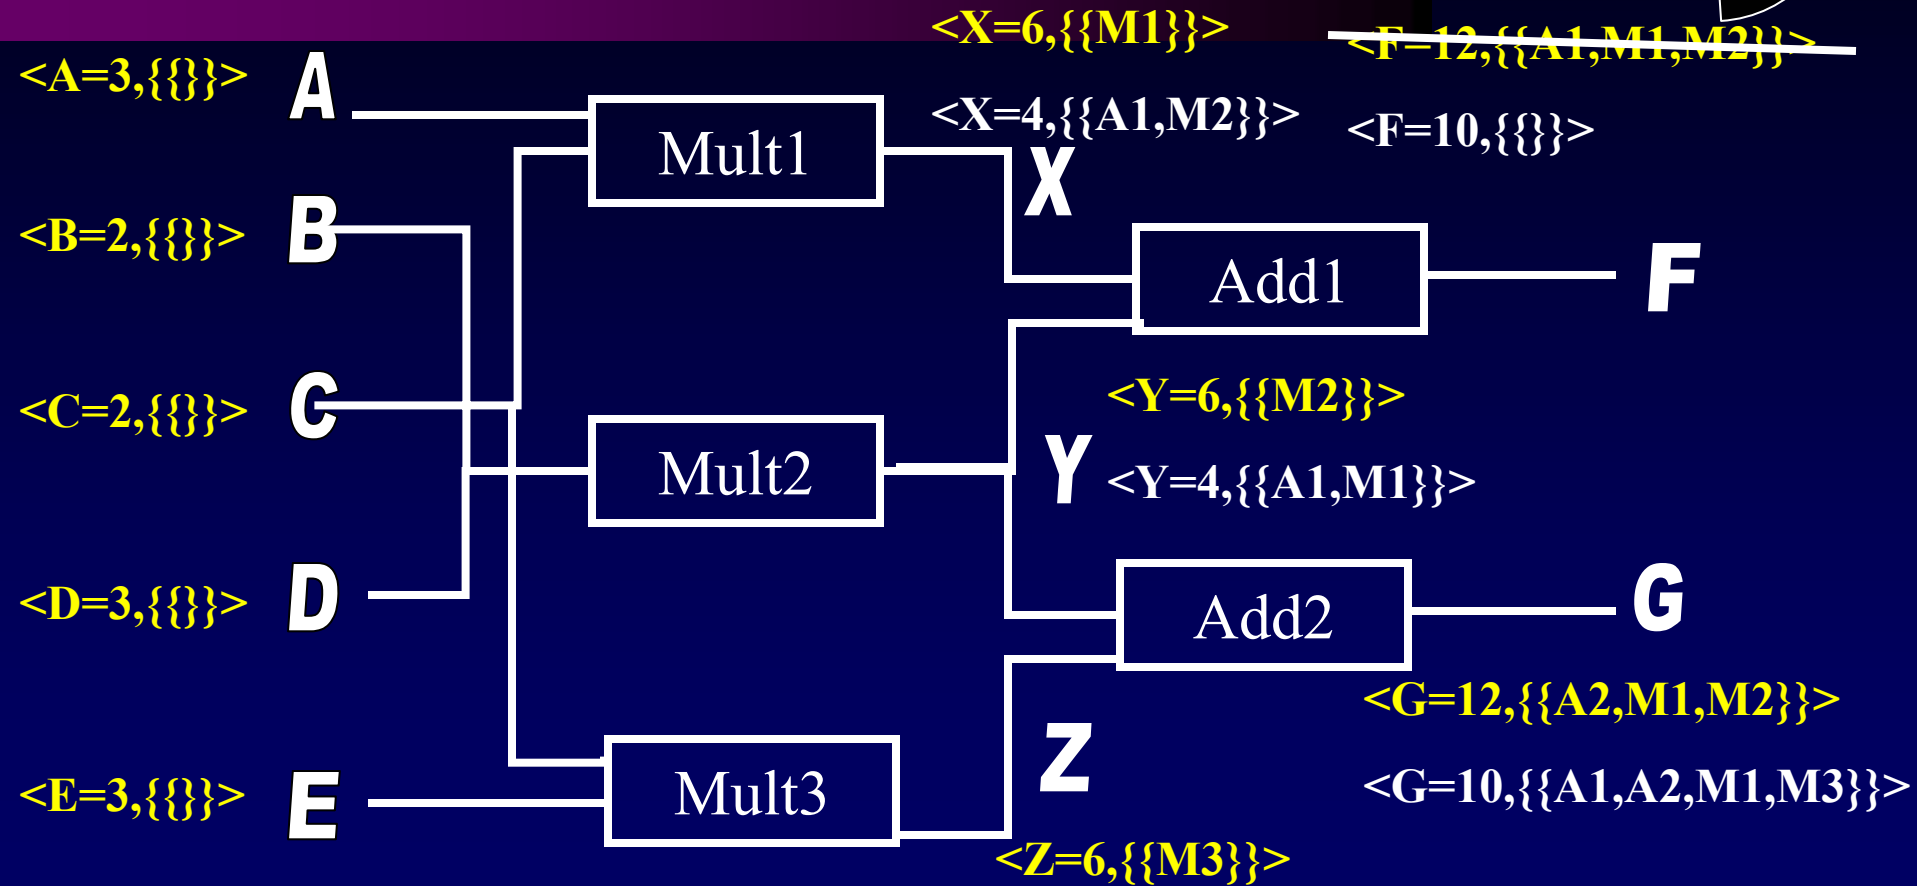 <X=6,{{M1}}>
<F=12,{{A1,M1,M2}}>
<A=3,{{}}> A
<X=4,{{A1,M2}}>
<F=10,{{}}>
Mult1
X
<B=2,{{}}> B
Add1
F
<C=2,{{}}> C
<Y=6,{{M2}}>
Mult2
Y
<Y=4,{{A1,M1}}>
<D=3,{{}}> D
Add2
G
<G=12,{{A2,M1,M2}}>
Z
<E=3,{{}}> E
Mult3
<G=10,{{A1,A2,M1,M3}}>
<Z=6,{{M3}}>